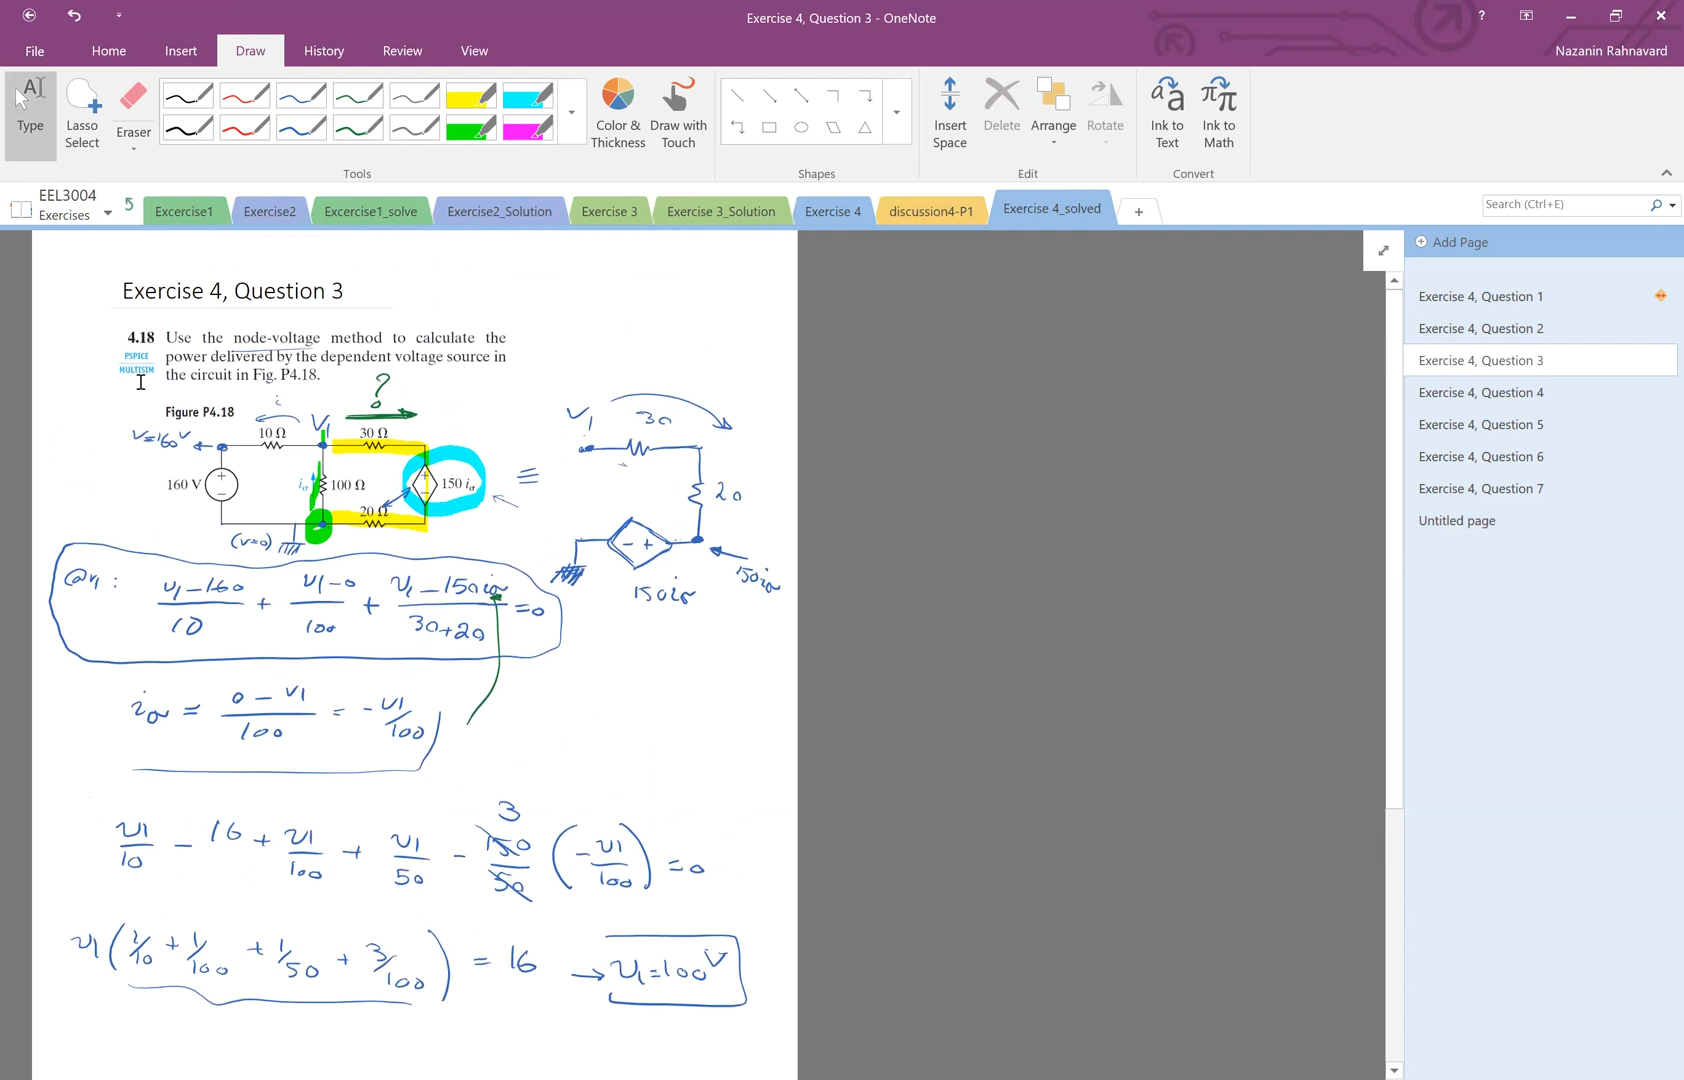 Exercise 4, Question 3 - OneNote
?
File Home Insert Draw History Review View
Nazanin Rahnavard
Type
Lasso Select
Eraser
Color & Thickness
Draw with Touch
Insert Space
Delete
Arrange
Rotate
Ink to Text
Ink to Math
Tools
Shapes
Edit
Convert
EEL3004
Exercises
Excercise1
Exercise2
Excercise1_solve
Exercise2_Solution
Exercise 3
Exercise 3_Solution
Exercise 4
discussion4-P1
Exercise 4_solved
+
Search (Ctrl+E)
Add Page
Exercise 4, Question 1
Exercise 4, Question 2
Exercise 4, Question 3
Exercise 4, Question 4
Exercise 4, Question 5
Exercise 4, Question 6
Exercise 4, Question 7
Untitled page
Exercise 4, Question 3
4.18 Use the node-voltage method to calculate the
PSPICE
power delivered by the dependent voltage source in
MULTISIM
the circuit in Fig. P4.18.
?
Figure P4.18
i
V1
V=160V
10 Ω
30 Ω
160 V
+
−
iσ
100 Ω
+
−
150 iσ
20 Ω
(v=0)
≡
V1
30
20
- +
150iσ
150iσ
@v1 : v1-160/10 + v1-0/100 + v1-150iσ/30+20 =0
iσ = 0-v1/100 = -v1/100
v1/10 - 16 + v1/100 + v1/50 - 150/50 3 (-v1/100) =0
v1(1/10 + 1/100 + 1/50 + 3/100) = 16 → v1=100V